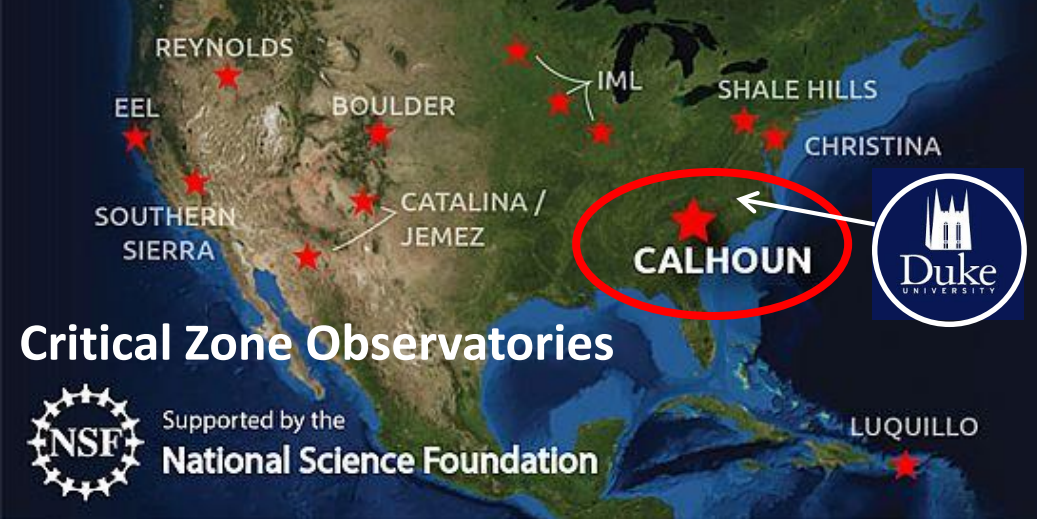 REYNOLDS
IML
SHALE HILLS
EEL
BOULDER
CHRISTINA
CATALINA /
JEMEZ
SOUTHERN
SIERRA
CALHOUN
Duke
UNIVERSITY
Critical Zone Observatories
NSF
Supported by the
National Science Foundation
LUQUILLO